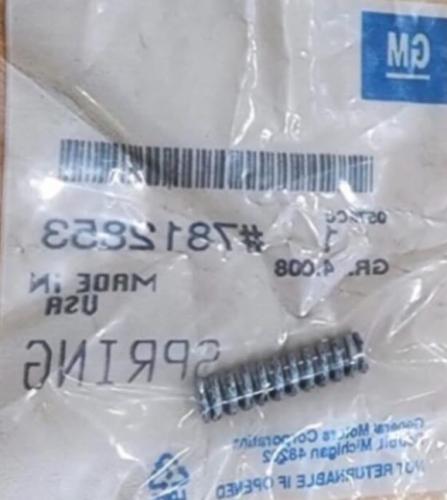 GM
1
#7812853
GR. 4.008
MADE IN
USA
SPRING
General Motors Corporation
Detroit, Michigan 48202
NOT RETURNABLE IF OPENED